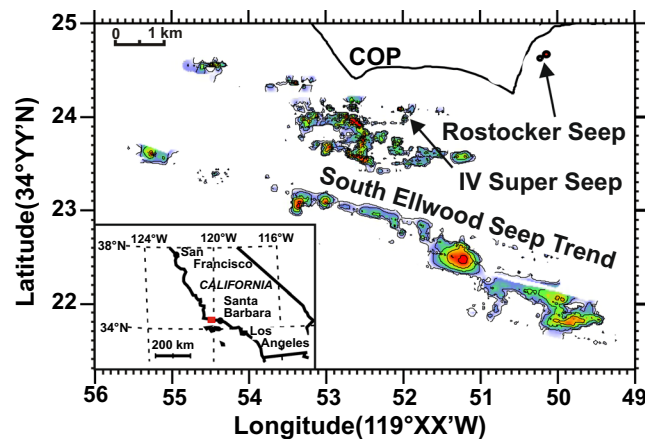 25
24
23
22
Latitude(34°YY'N)
0 1 km
COP
Rostocker Seep
IV Super Seep
South Ellwood Seep Trend
124°W 120°W 116°W
38°N
34°N
San
Francisco
CALIFORNIA
Santa
Barbara
Los
Angeles
200 km
56 55 54 53 52 51 50 49
Longitude(119°XX'W)